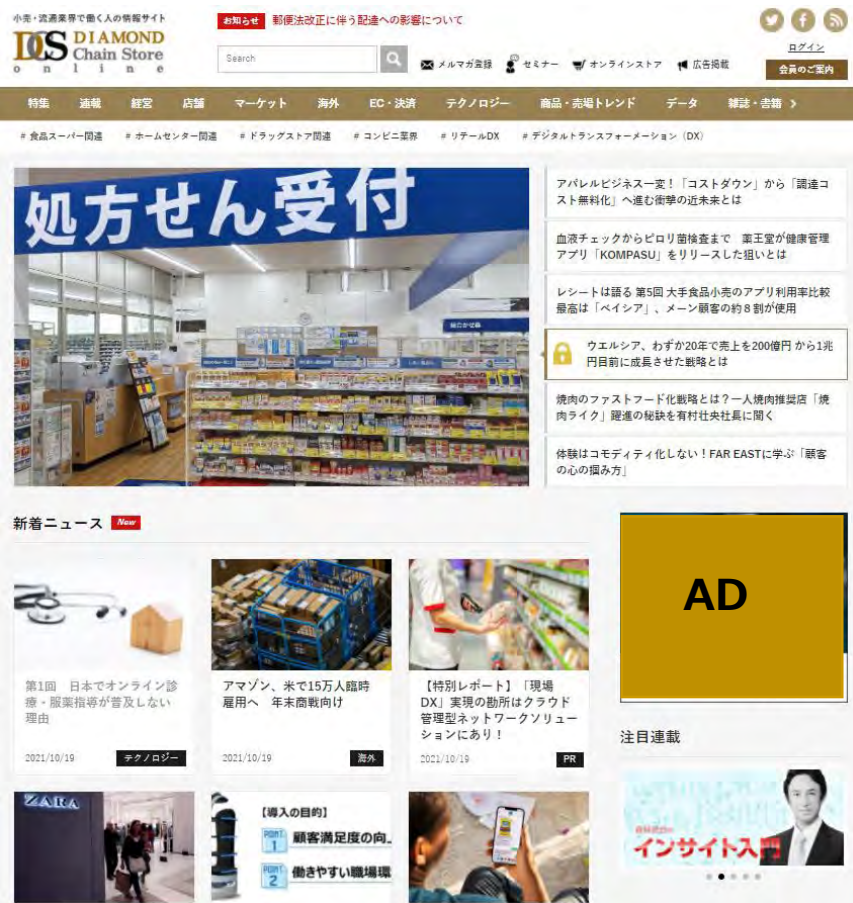 小売・流通業界で働く人の情報サイト
DCS DIAMOND
Chain Store
online
お知らせ 郵便法改正に伴う配達への影響について
Search
メルマガ登録 セミナー オンラインストア 広告掲載
ログイン
会員のご案内
特集 連載 経営 店舗 マーケット 海外 EC・決済 テクノロジー 商品・売場トレンド データ 雑誌・書籍 >
# 食品スーパー関連 # ホームセンター関連 # ドラッグストア関連 # コンビニ業界 # リテールDX # デジタルトランスフォーメーション（DX）
処方せん受付
アパレルビジネス一変！「コストダウン」から「調達コ
スト無料化」へ進む衝撃の近未来とは
血液チェックからピロリ菌検査まで 薬王堂が健康管理
アプリ「KOMPASU」をリリースした狙いとは
レシートは語る 第5回 大手食品小売のアプリ利用率比較
最高は「ベイシア」、メーン顧客の約８割が使用
ウエルシア、わずか20年で売上を200億円 から1兆
円目前に成長させた戦略とは
焼肉のファストフード化戦略とは？一人焼肉推奨店「焼
肉ライク」躍進の秘訣を有村壮央社長に聞く
体験はコモディティ化しない！FAR EASTに学ぶ「顧客
の心の掴み方」
新着ニュース New
AD
第1回 日本でオンライン診
療・服薬指導が普及しない
理由
2021/10/19 テクノロジー
アマゾン、米で15万人臨時
雇用へ 年末商戦向け
2021/10/19 海外
【特別レポート】「現場
DX」実現の勘所はクラウド
管理型ネットワークソリュー
ションにあり！
2021/10/19 PR
注目連載
ZARA
【導入の目的】
POINT 1 顧客満足度の向
POINT 2 働きやすい職場環
インサイト入門